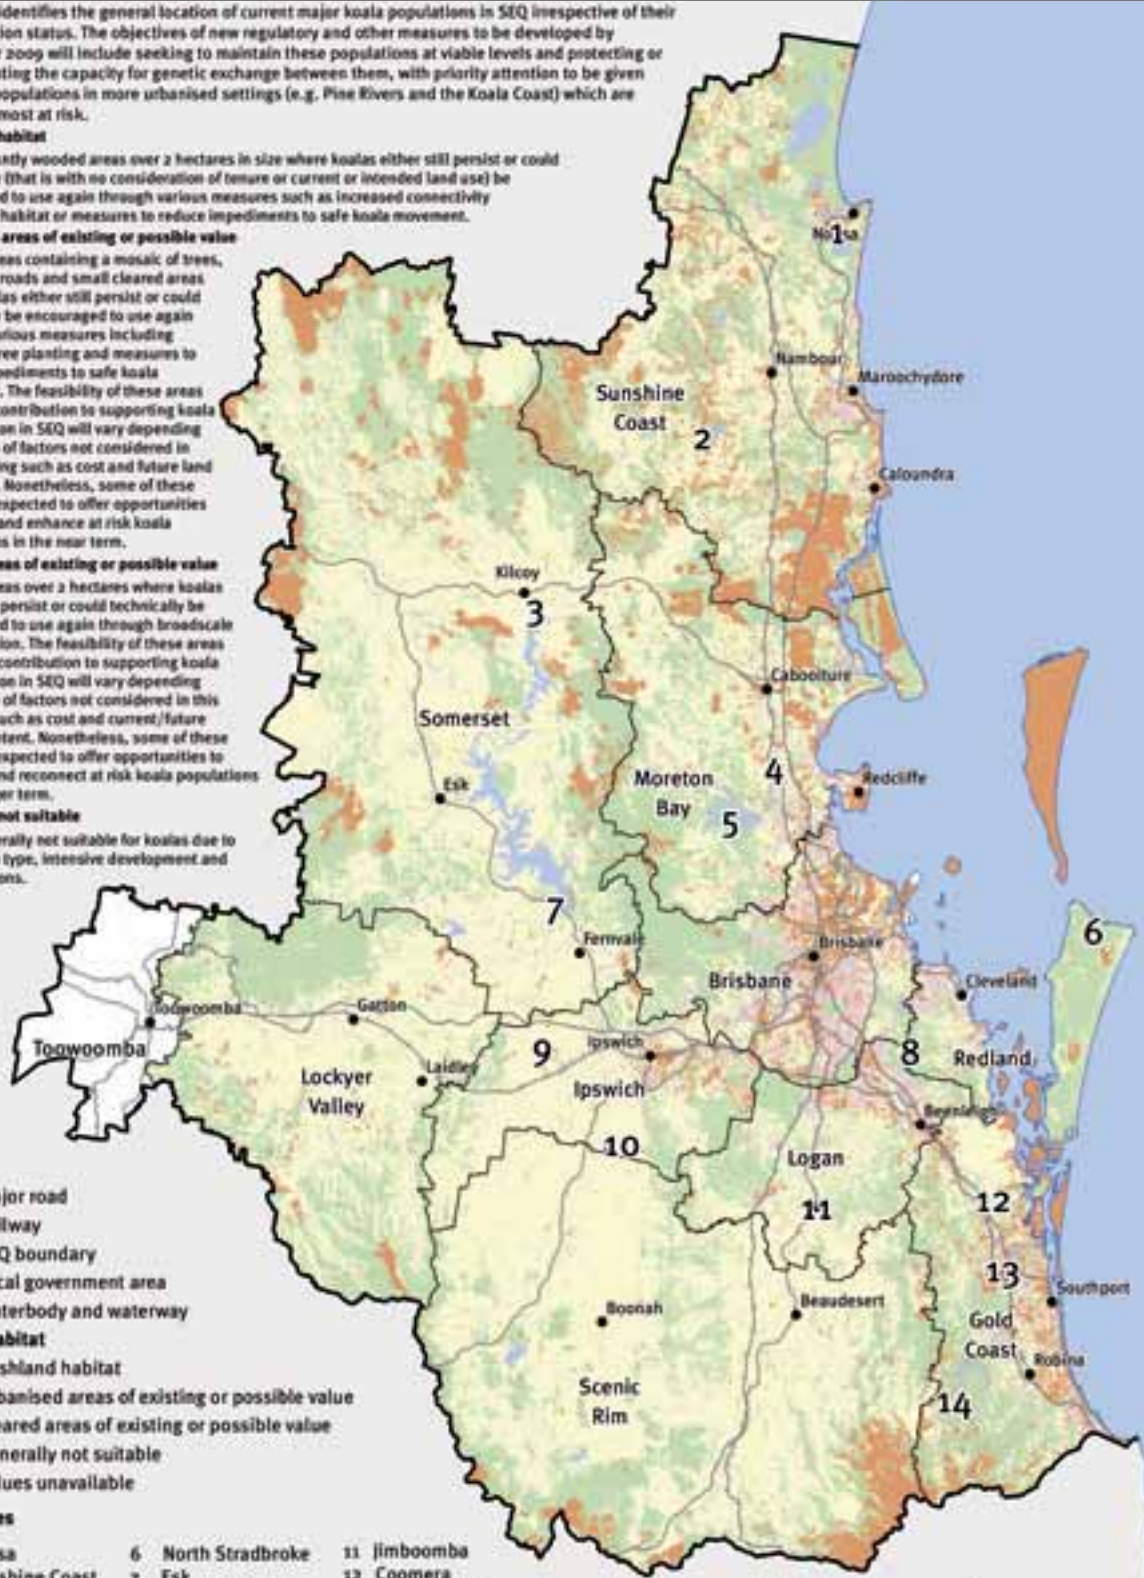 identifies the general location of current major koala populations in SEQ irrespective of their
ion status. The objectives of new regulatory and other measures to be developed by
2009 will include seeking to maintain these populations at viable levels and protecting or
ting the capacity for genetic exchange between them, with priority attention to be given
opulations in more urbanised settings (e.g. Pine Rivers and the Koala Coast) which are
most at risk.
habitat
ntly wooded areas over 2 hectares in size where koalas either still persist or could
(that is with no consideration of tenure or current or intended land use) be
d to use again through various measures such as increased connectivity
habitat or measures to reduce impediments to safe koala movement.
areas of existing or possible value
eas containing a mosaic of trees,
roads and small cleared areas
las either still persist or could
be encouraged to use again
arious measures including
ree planting and measures to
pediments to safe koala
. The feasibility of these areas
contribution to supporting koala
on in SEQ will vary depending
of factors not considered in
ng such as cost and future land
. Nonetheless, some of these
expected to offer opportunities
and enhance at risk koala
s in the near term.
eas of existing or possible value
eas over 2 hectares where koalas
persist or could technically be
d to use again through broadscale
ion. The feasibility of these areas
contribution to supporting koala
on in SEQ will vary depending
of factors not considered in this
uch as cost and current/future
tent. Nonetheless, some of these
expected to offer opportunities to
nd reconnect at risk koala populations
er term.
not suitable
erally not suitable for koalas due to
type, intensive development and
ons.
1
Noosa
Nambour
Maroochydore
Sunshine
Coast
2
Caloundra
Kilcoy
3
Caboolture
Somerset
Esk
Moreton
Bay
4
5
Redcliffe
7
6
Fernvale
Brisbane
Brisbane
Cleveland
Toowoomba
Toowoomba
Gatton
Laidley
Lockyer
Valley
9
Ipswich
Ipswich
8
Redland
Beenleigh
10
Logan
11
12
13
Southport
Boonah
Beaudesert
Gold
Coast
Robina
Scenic
Rim
14
jor road
ilway
Q boundary
cal government area
terbody and waterway
abitat
shland habitat
banised areas of existing or possible value
eared areas of existing or possible value
nerally not suitable
lues unavailable
es
sa
6 North Stradbroke
11 Jimboomba
shine Coast
7 Esk
12 Coomera